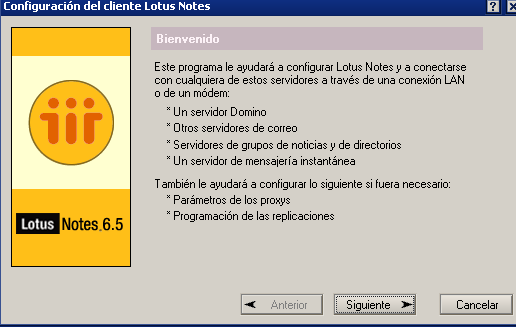 Configuración del cliente Lotus Notes
Bienvenido
Este programa le ayudará a configurar Lotus Notes y a conectarse
con cualquiera de estos servidores a través de una conexión LAN
o de un módem:
* Un servidor Domino
* Otros servidores de correo
* Servidores de grupos de noticias y de directorios
* Un servidor de mensajería instantánea
También le ayudará a configurar lo siguiente si fuera necesario:
* Parámetros de los proxys
* Programación de las replicaciones
Lotus Notes 6.5
Anterior
Siguiente
Cancelar